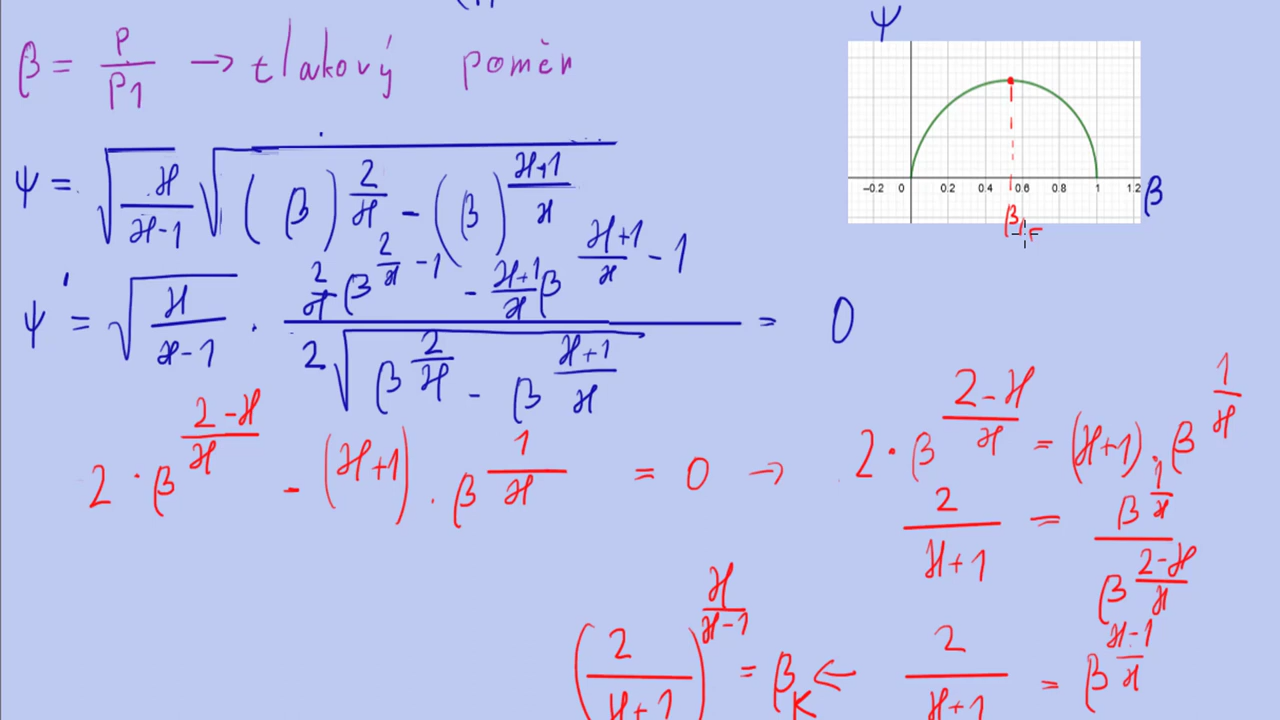 β = p/p1 → tlakový poměr
ψ
-0.2 0 0.2 0.4 0.6 0.8 1 1.2 β
ψ = √(ϰ/(ϰ-1)) √((β)^(2/ϰ) - (β)^((ϰ+1)/ϰ))
ψ' = √(ϰ/(ϰ-1)) · (2/ϰ β^(2/ϰ - 1) - (ϰ+1)/ϰ β^((ϰ+1)/ϰ - 1)) / (2√(β^(2/ϰ) - β^((ϰ+1)/ϰ))) = 0
2 · β^((2-ϰ)/ϰ) - (ϰ+1) · β^(1/ϰ) = 0 → 2 · β^((2-ϰ)/ϰ) = (ϰ+1) · β^(1/ϰ)
2/(ϰ+1) = β^(1/ϰ) / β^((2-ϰ)/ϰ)
(2/(ϰ+1))^(ϰ/(ϰ-1)) = βK ← 2/(ϰ+1) = β^((ϰ-1)/ϰ)